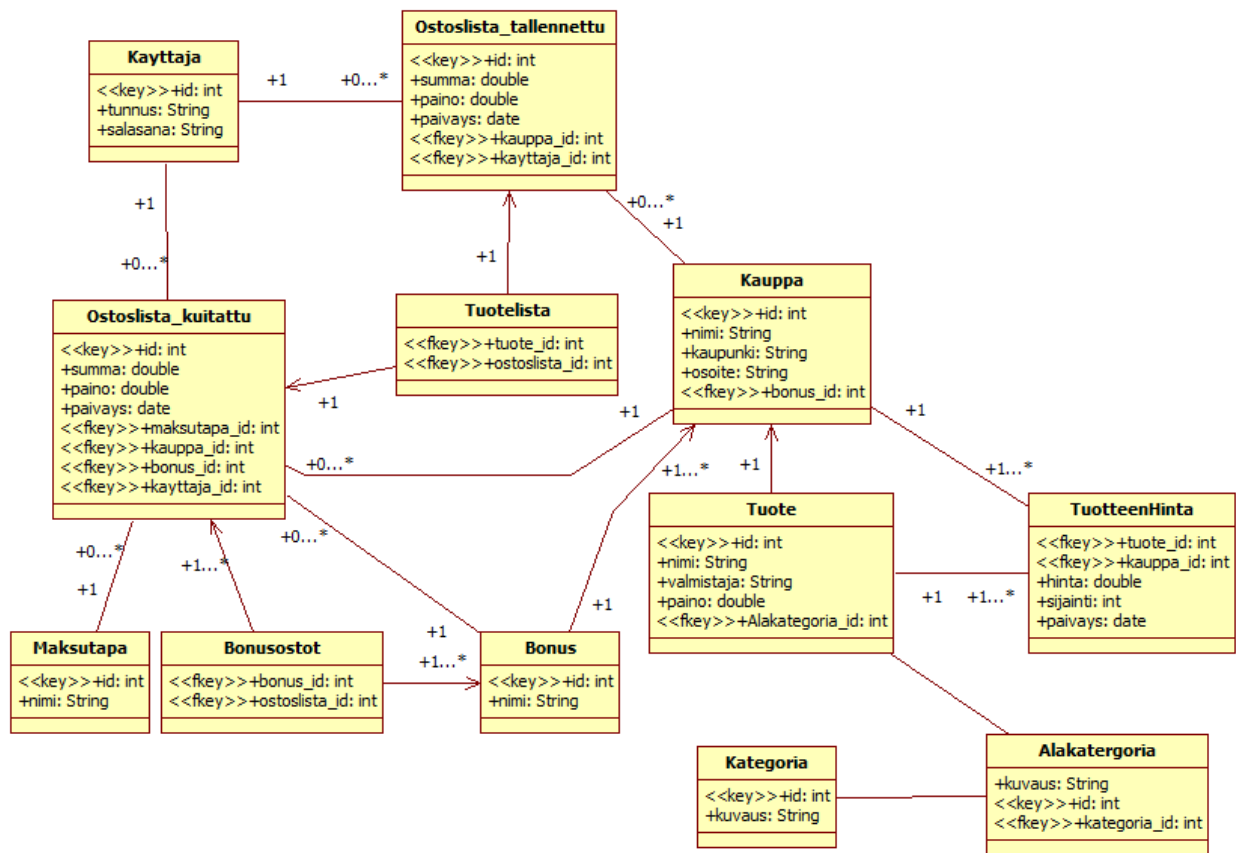 Ostoslista_tallennettu
<<key>>+id: int
+summa: double
+paino: double
+paivays: date
<<fkey>>+kauppa_id: int
<<fkey>>+kayttaja_id: int
Kayttaja
<<key>>+id: int
+tunnus: String
+salasana: String
+1
+0...*
+1
+0...*
+0...*
+1
+1
Kauppa
<<key>>+id: int
+nimi: String
+kaupunki: String
+osoite: String
<<fkey>>+bonus_id: int
Tuotelista
<<fkey>>+tuote_id: int
<<fkey>>+ostoslista_id: int
Ostoslista_kuitattu
<<key>>+id: int
+summa: double
+paino: double
+paivays: date
<<fkey>>+maksutapa_id: int
<<fkey>>+kauppa_id: int
<<fkey>>+bonus_id: int
<<fkey>>+kayttaja_id: int
+1
+1
+0...*
+1
+1...*
+1
+1...*
Tuote
<<key>>+id: int
+nimi: String
+valmistaja: String
+paino: double
<<fkey>>+Alakategoria_id: int
TuotteenHinta
<<fkey>>+tuote_id: int
<<fkey>>+kauppa_id: int
+hinta: double
+sijainti: int
+paivays: date
+1
+1...*
+0...*
+1
+1...*
+0...*
+1
+1...*
+1
Maksutapa
<<key>>+id: int
+nimi: String
Bonusostot
<<fkey>>+bonus_id: int
<<fkey>>+ostoslista_id: int
Bonus
<<key>>+id: int
+nimi: String
Kategoria
<<key>>+id: int
+kuvaus: String
Alakatergoria
+kuvaus: String
<<key>>+id: int
<<fkey>>+kategoria_id: int